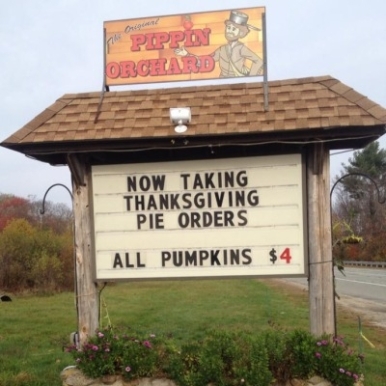 The Original
PIPPIN
ORCHARD
NOW TAKING
THANKSGIVING
PIE ORDERS
ALL PUMPKINS $4